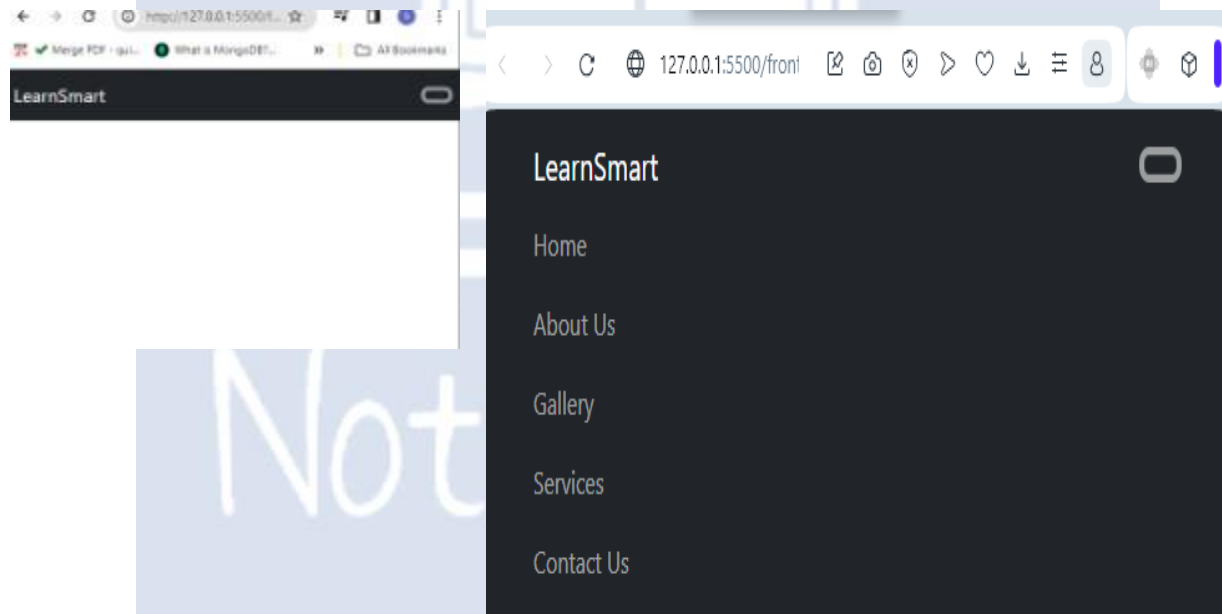 http://127.0.0.1:5500/f...
Merge PDF - qui...
What is MongoDB?...
»
All Bookmarks
LearnSmart
127.0.0.1:5500/front
LearnSmart
Home
About Us
Gallery
Services
Contact Us
Not